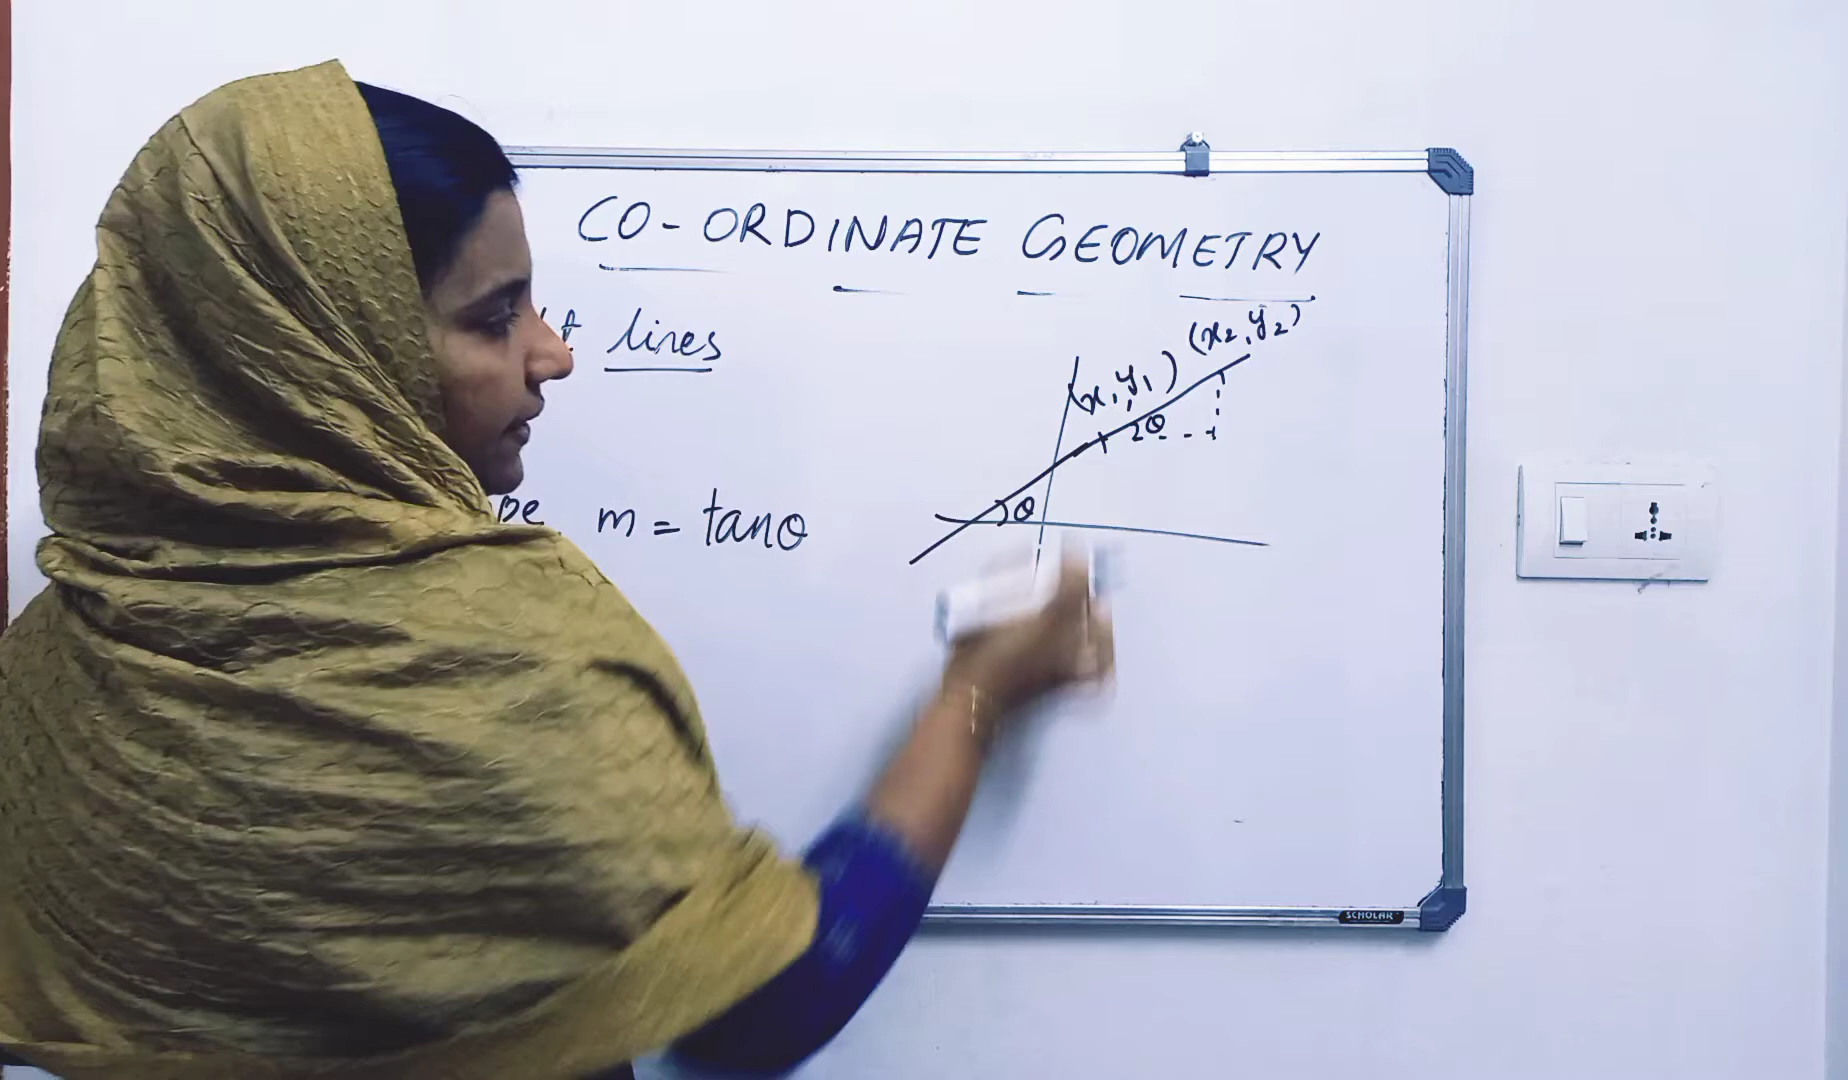 CO-ORDINATE GEOMETRY
lines
(x2, y2)
(x1, y1)
θ
θ
m = tanθ
SCHOLAR